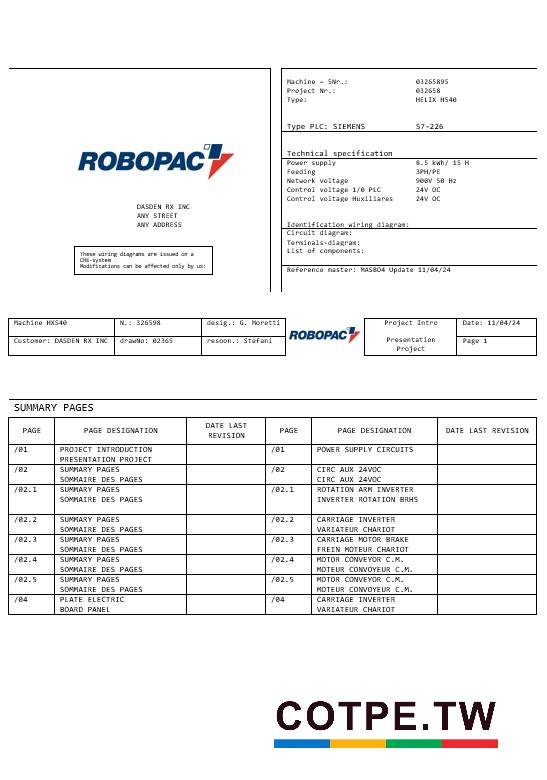 ROBOPAC
DASDEN RX INC
ANY STREET
ANY ADDRESS
These wiring diagrams are issued on a
CHE-system
Modifications can be affected only by us:
Machine – 5Nr.: 03265895
Project Nr.: 032658
Type: HELIX H540
Type PLC: SIEMENS S7-226
Technical specification
Power supply 8.5 kWh/ 15 H
Feeding 3PH/PE
Network voltage 900V 50 Hz
Control voltage 1/0 PLC 24V OC
Control voltage Huxiliares 24V OC
Identification wiring diagram:
Circuit diagram:
Terminals-diagram:
List of components:
Reference master: MASBO4 Update 11/04/24
Machine HX540 N.: 326598 desig.: G. Moretti ROBOPAC Project Intro Date: 11/04/24
Customer: DASDEN RX INC drawNo: 02365 resoon.: Stefani Presentation Page 1
Project
SUMMARY PAGES
PAGE PAGE DESIGNATION DATE LAST PAGE PAGE DESIGNATION DATE LAST REVISION
REVISION
/01 PROJECT INTRODUCTION /01 POWER SUPPLY CIRCUITS
PRESENTATION PROJECT
/02 SUMMARY PAGES /02 CIRC AUX 24VOC
SOMMAIRE DES PAGES CIRC AUX 24VOC
/02.1 SUMMARY PAGES /02.1 ROTATION ARM INVERTER
SOMMAIRE DES PAGES INVERTER ROTATION BRHS
/02.2 SUMMARY PAGES /02.2 CARRIAGE INVERTER
SOMMAIRE DES PAGES VARIATEUR CHARIOT
/02.3 SUMMARY PAGES /02.3 CARRIAGE MOTOR BRAKE
SOMMAIRE DES PAGES FREIN MOTEUR CHARIOT
/02.4 SUMMARY PAGES /02.4 MOTOR CONVEYOR C.M.
SOMMAIRE DES PAGES MOTEUR CONVOYEUR C.M.
/02.5 SUMMARY PAGES /02.5 MOTOR CONVEYOR C.M.
SOMMAIRE DES PAGES MOTEUR CONVOYEUR C.M.
/04 PLATE ELECTRIC /04 CARRIAGE INVERTER
BOARD PANEL VARIATEUR CHARIOT
COTPE.TW